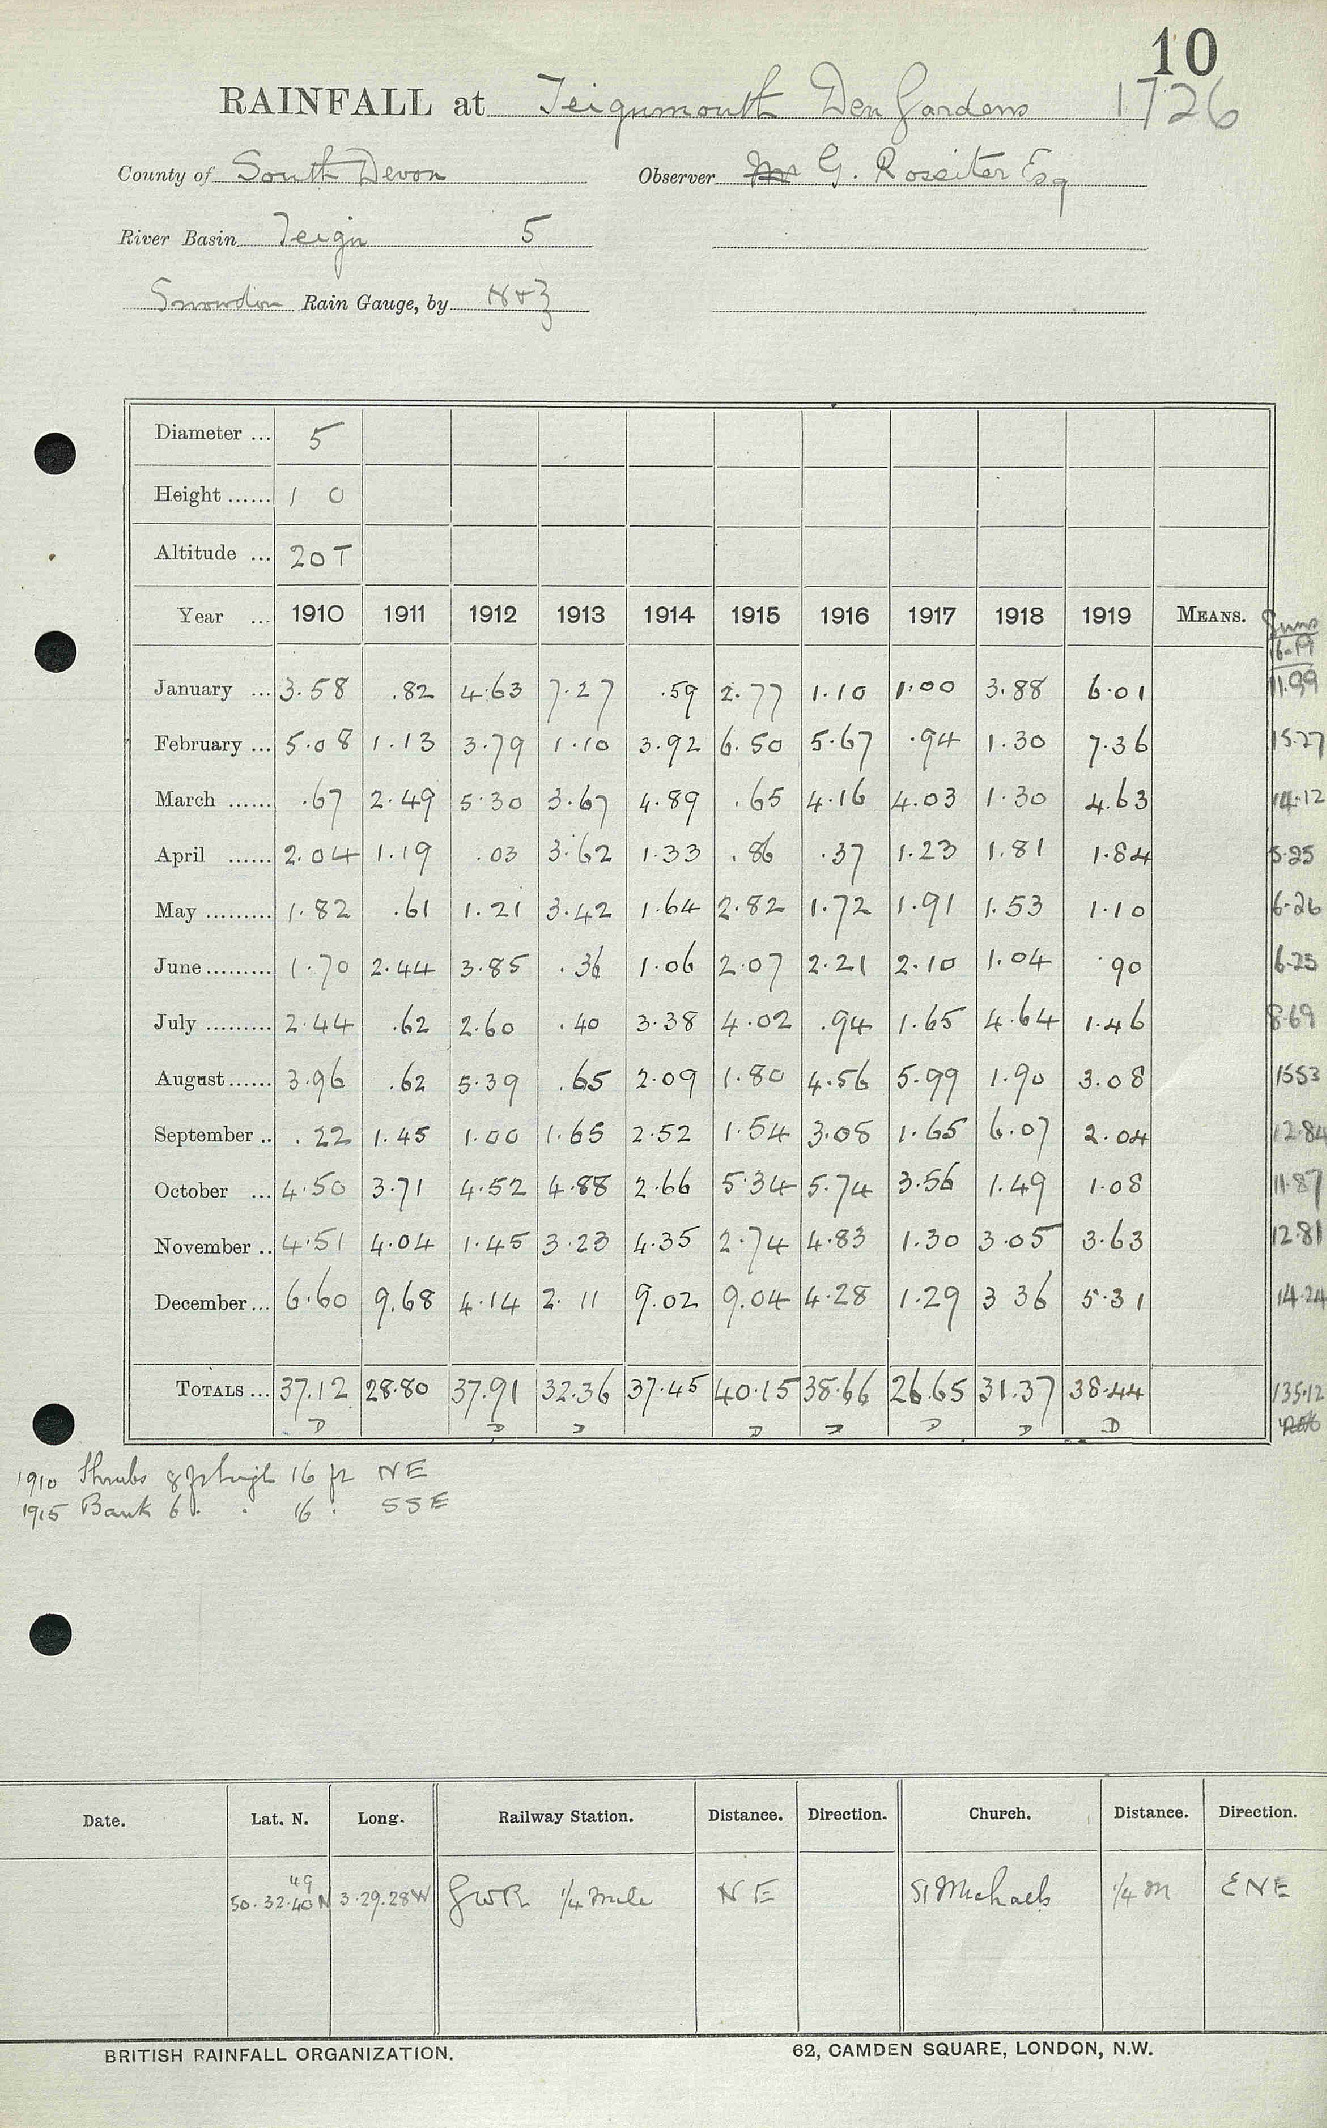 10
RAINFALL at Teignmouth Den Gardens 1726
County of South Devon Observer Mr G. Rossiter Esq
River Basin Teign 5
Snowdon Rain Gauge, by N&Z
Diameter ... 5
Height ...... 1 0
Altitude ... 20 T
Year ... 1910 1911 1912 1913 1914 1915 1916 1917 1918 1919 MEANS. Sums 16-19
January ... 3.58 .82 4.63 7.27 .59 2.77 1.10 1.00 3.88 6.01 11.99
February ... 5.08 1.13 3.79 1.10 3.92 6.50 5.67 .94 1.30 7.36 15.27
March ...... .67 2.49 5.30 3.67 4.89 .65 4.16 4.03 1.30 4.63 14.12
April ...... 2.04 1.19 .03 3.62 1.33 .86 .37 1.23 1.81 1.84 5.25
May ......... 1.82 .61 1.21 3.42 1.64 2.82 1.72 1.91 1.53 1.10 6.26
June ......... 1.70 2.44 3.85 .36 1.06 2.07 2.21 2.10 1.04 .90 6.25
July ......... 2.44 .62 2.60 .40 3.38 4.02 .94 1.65 4.64 1.46 8.69
August ...... 3.96 .62 5.39 .65 2.09 1.80 4.56 5.99 1.90 3.08 15.53
September .. .22 1.45 1.00 1.65 2.52 1.54 3.08 1.65 6.07 2.04 12.84
October ... 4.50 3.71 4.52 4.88 2.66 5.34 5.74 3.56 1.49 1.08 11.87
November .. 4.51 4.04 1.45 3.23 4.35 2.74 4.83 1.30 3.05 3.63 12.81
December ... 6.60 9.68 4.14 2.11 9.02 9.04 4.28 1.29 3 36 5.31 14.24
TOTALS ... 37.12 28.80 37.91 32.36 37.45 40.15 38.66 26.65 31.37 38.44 135.12
D D D D D D D D
1910 Shrubs 8 ft high 16 ft NE
1915 Bank 6 . . 16 . SSE
Date. Lat. N. Long. Railway Station. Distance. Direction. Church. Distance. Direction.
49
50.32.40 N 3.29.28 W GWR 1/4 Mile NE St Michaels 1/4 m ENE
BRITISH RAINFALL ORGANIZATION. 62, CAMDEN SQUARE, LONDON, N.W.